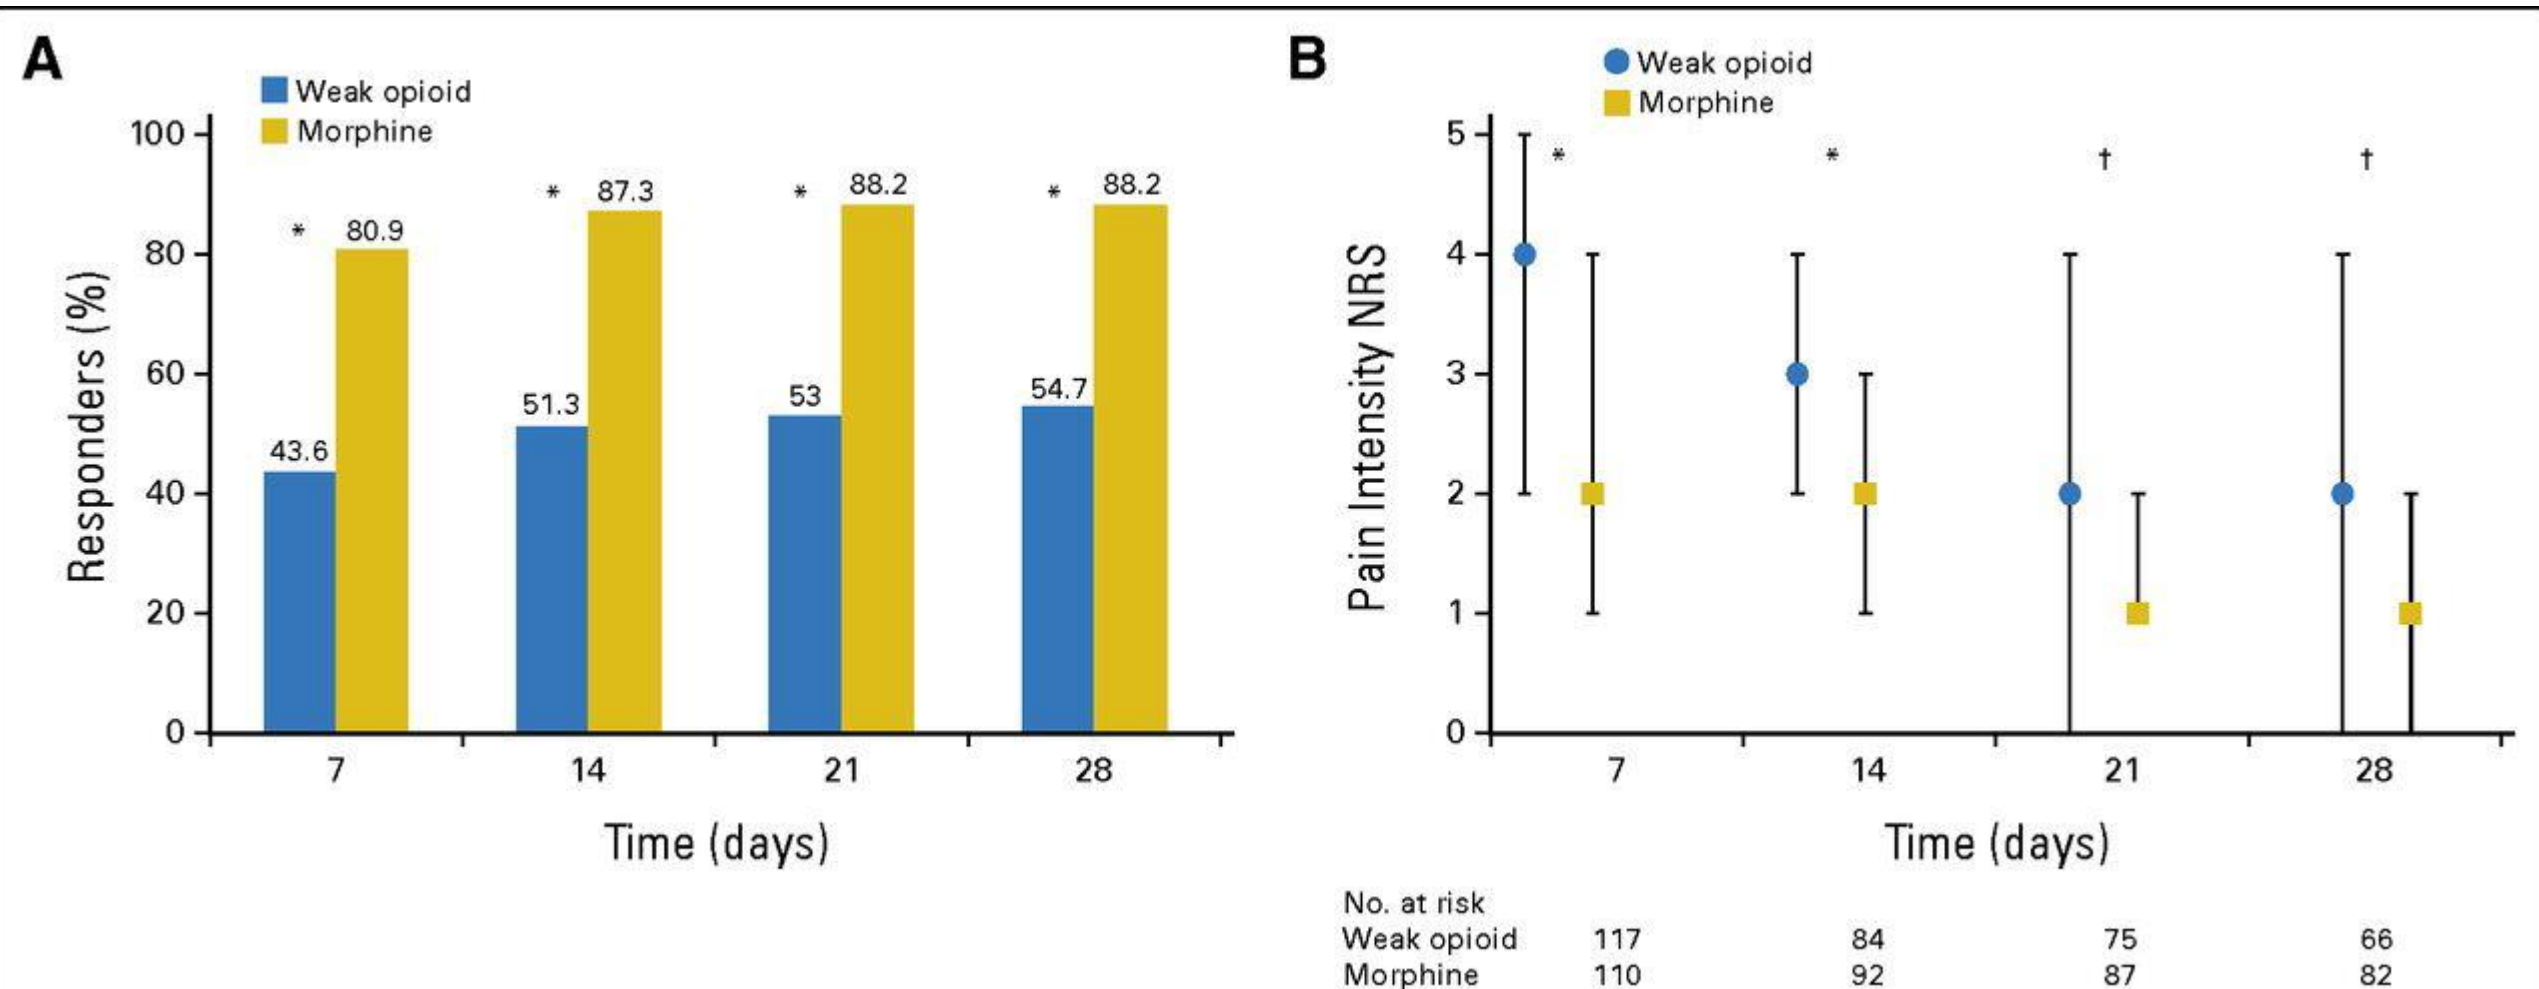 A
Weak opioid
Morphine
Responders (%)
100
80
60
40
20
0
* 80.9
43.6
* 87.3
51.3
* 88.2
53
* 88.2
54.7
7 14 21 28
Time (days)
B
Weak opioid
Morphine
Pain Intensity NRS
5
4
3
2
1
0
* * † †
7 14 21 28
Time (days)
No. at risk
Weak opioid 117 84 75 66
Morphine 110 92 87 82